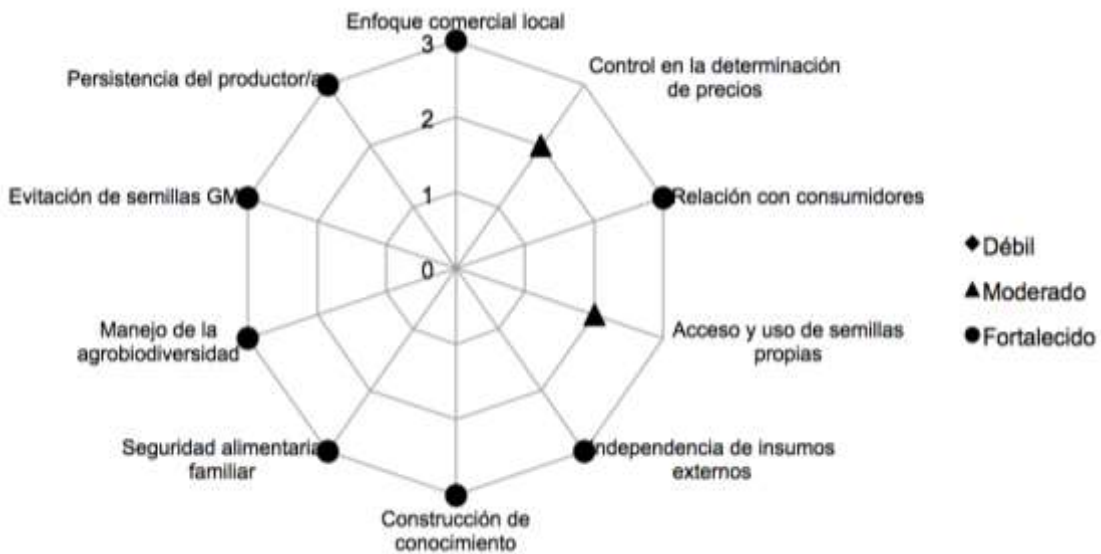 Enfoque comercial local
3
Control en la determinación
de precios
Persistencia del productor/a
2
Evitación de semillas GM
1
Relación con consumidores
0
Débil
Moderado
Fortalecido
Manejo de la
agrobiodiversidad
Acceso y uso de semillas
propias
Seguridad alimentaria
familiar
Independencia de insumos
externos
Construcción de
conocimiento